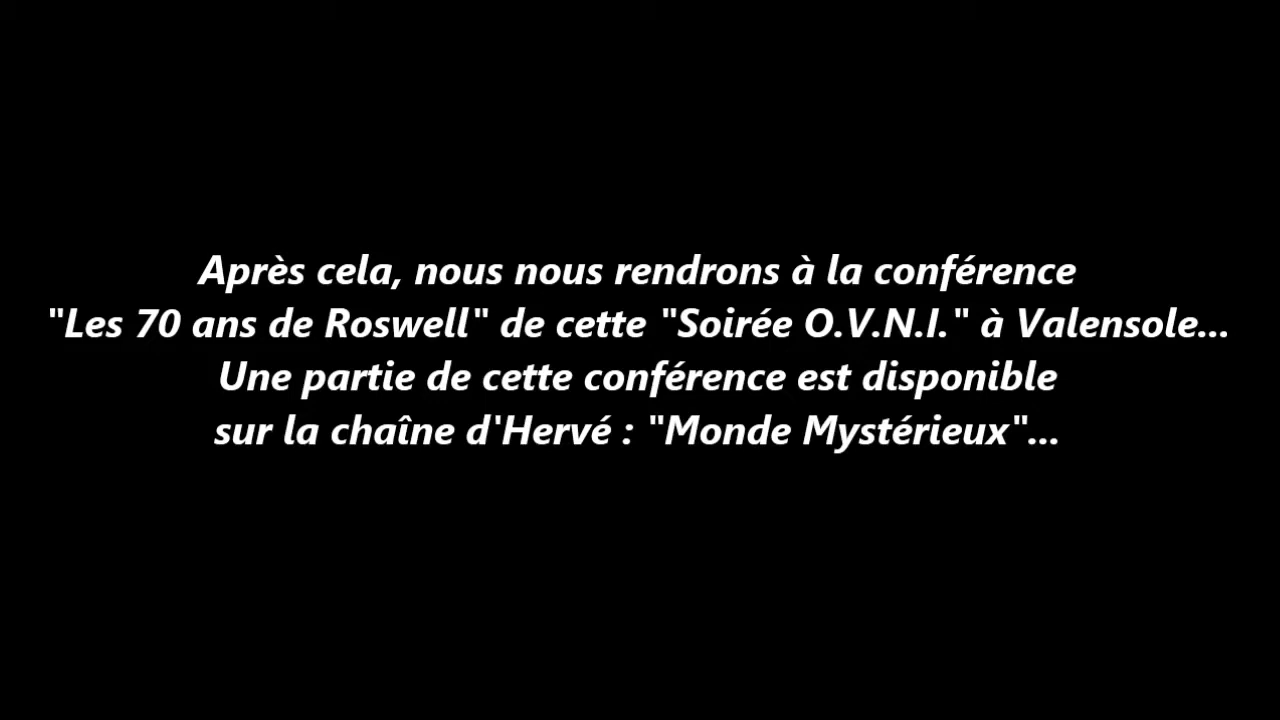 Après cela, nous nous rendrons à la conférence
"Les 70 ans de Roswell" de cette "Soirée O.V.N.I." à Valensole...
Une partie de cette conférence est disponible
sur la chaîne d'Hervé : "Monde Mystérieux"...